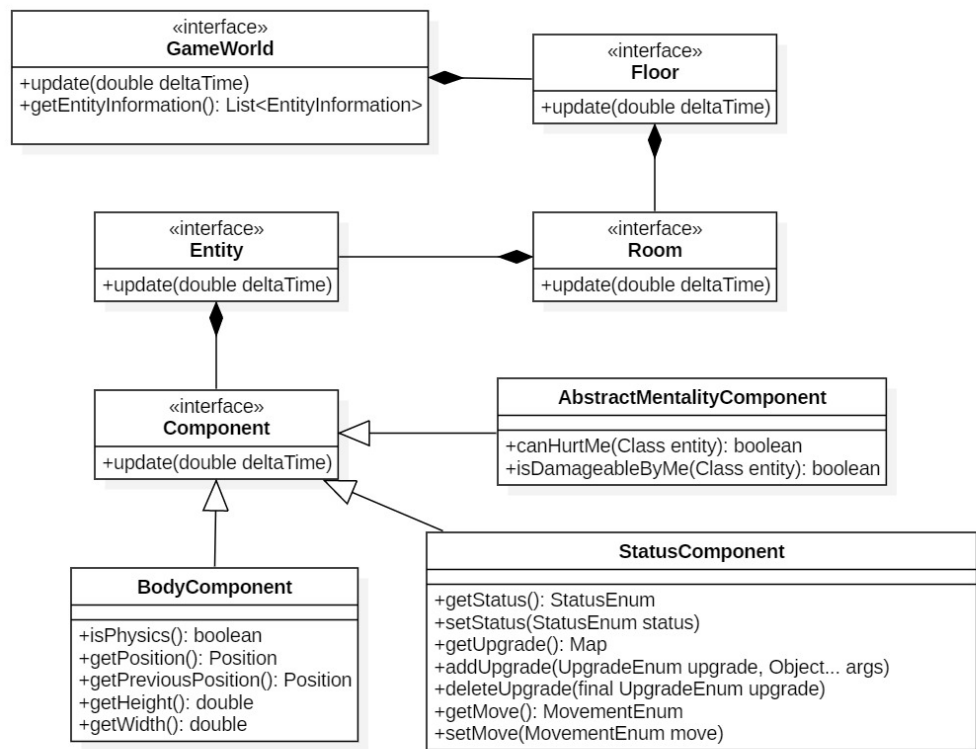 «interface»
GameWorld
+update(double deltaTime)
+getEntityInformation(): List<EntityInformation>
«interface»
Floor
+update(double deltaTime)
«interface»
Entity
+update(double deltaTime)
«interface»
Room
+update(double deltaTime)
«interface»
Component
+update(double deltaTime)
AbstractMentalityComponent
+canHurtMe(Class entity): boolean
+isDamageableByMe(Class entity): boolean
BodyComponent
+isPhysics(): boolean
+getPosition(): Position
+getPreviousPosition(): Position
+getHeight(): double
+getWidth(): double
StatusComponent
+getStatus(): StatusEnum
+setStatus(StatusEnum status)
+getUpgrade(): Map
+addUpgrade(UpgradeEnum upgrade, Object... args)
+deleteUpgrade(final UpgradeEnum upgrade)
+getMove(): MovementEnum
+setMove(MovementEnum move)